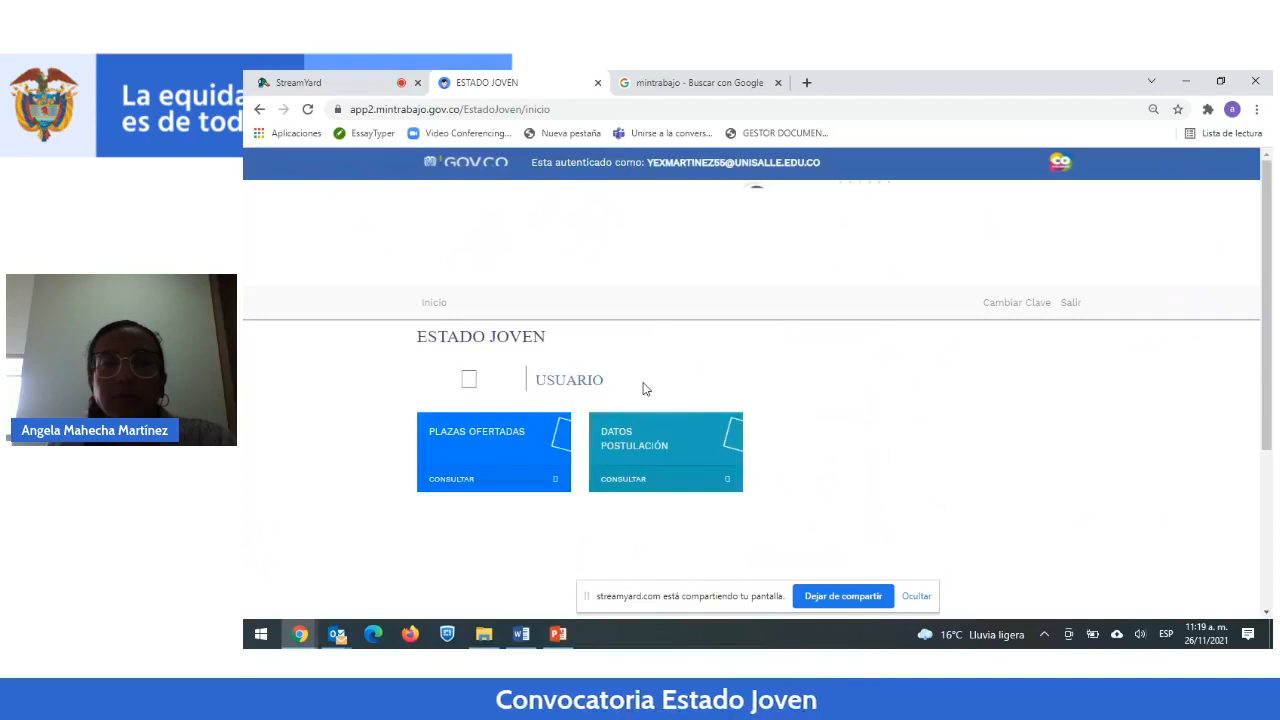 La equida
es de tod
StreamYard
ESTADO JOVEN
mintrabajo - Buscar con Google
app2.mintrabajo.gov.co/EstadoJoven/inicio
Aplicaciones
EssayTyper
Video Conferencing...
Nueva pestaña
Unirse a la convers...
GESTOR DOCUMEN...
Lista de lectura
GOV.CO
Esta autenticado como: YEXMARTINEZ55@UNISALLE.EDU.CO
CO
Inicio
Cambiar Clave
Salir
ESTADO JOVEN
USUARIO
PLAZAS OFERTADAS
CONSULTAR
DATOS
POSTULACIÓN
CONSULTAR
Angela Mahecha Martínez
streamyard.com está compartiendo tu pantalla.
Dejar de compartir
Ocultar
16°C Lluvia ligera
ESP
11:19 a. m.
26/11/2021
Convocatoria Estado Joven